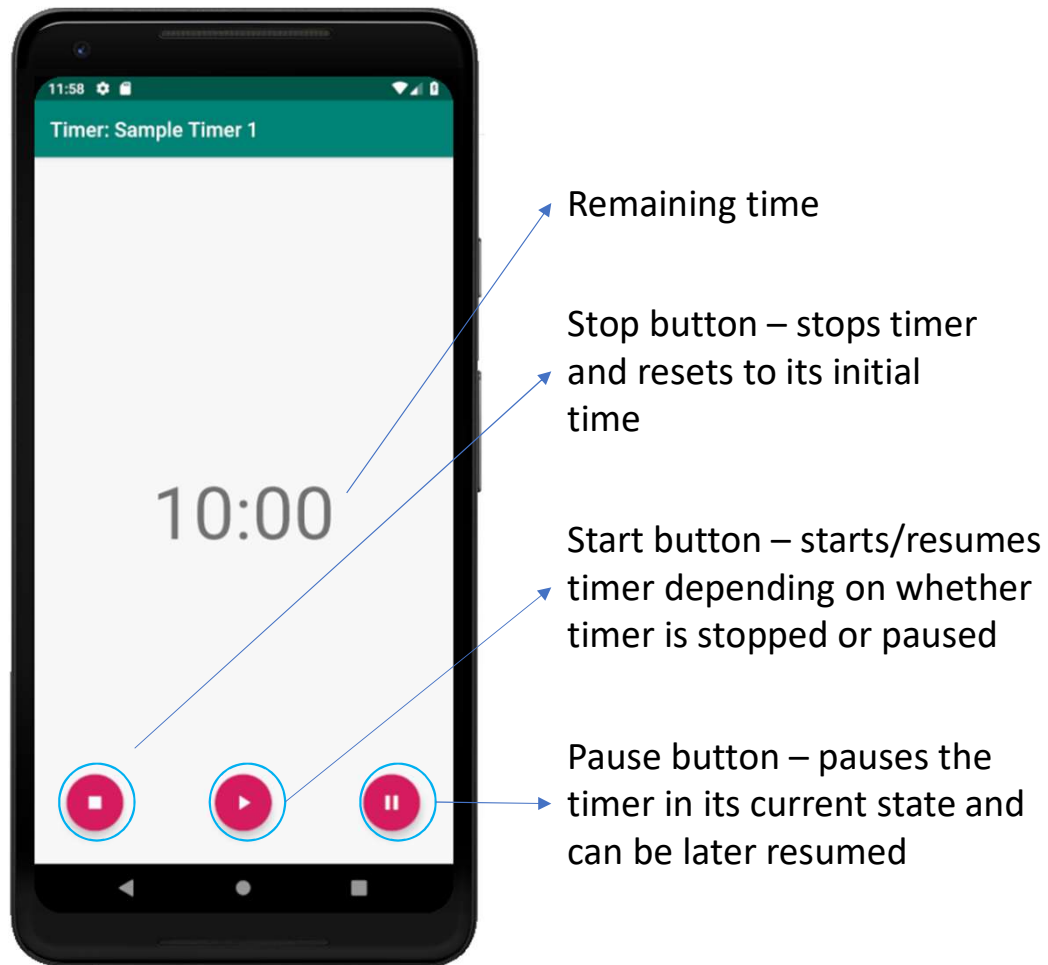 11:58
Timer: Sample Timer 1
10:00
Remaining time
Stop button – stops timer
and resets to its initial
time
Start button – starts/resumes
timer depending on whether
timer is stopped or paused
Pause button – pauses the
timer in its current state and
can be later resumed